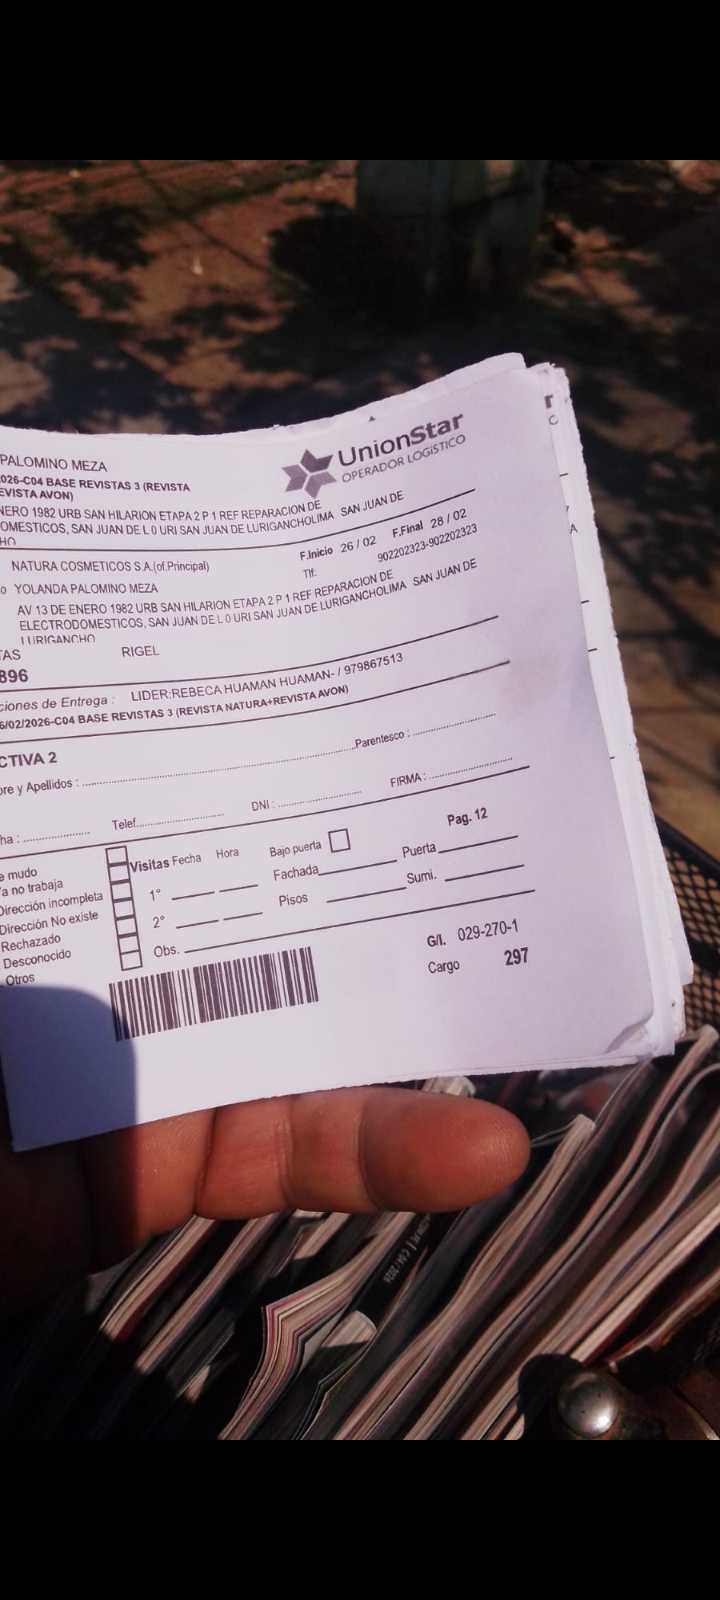 PALOMINO MEZA
UnionStar
OPERADOR LOGÍSTICO
2026-C04 BASE REVISTAS 3 (REVISTA
EVISTA AVON)
NERO 1982 URB SAN HILARION ETAPA 2 P 1 REF REPARACION DE
OMESTICOS, SAN JUAN DE L 0 URI SAN JUAN DE LURIGANCHOLIMA SAN JUAN DE
HO
NATURA COSMETICOS S.A.(of.Principal)
F.Inicio 26 / 02 F.Final 28 / 02
Tlf: 902202323-902202323
o YOLANDA PALOMINO MEZA
AV 13 DE ENERO 1982 URB SAN HILARION ETAPA 2 P 1 REF REPARACION DE
ELECTRODOMESTICOS, SAN JUAN DE L 0 URI SAN JUAN DE LURIGANCHOLIMA SAN JUAN DE
LURIGANCHO
TAS RIGEL
896
ciones de Entrega : LIDER:REBECA HUAMAN HUAMAN- / 979867513
6/02/2026-C04 BASE REVISTAS 3 (REVISTA NATURA+REVISTA AVON)
CTIVA 2
bre y Apellidos : Parentesco :
ha : Telef. DNI : FIRMA :
Pag. 12
e mudo
Ya no trabaja
Dirección incompleta
Dirección No existe
Rechazado
Desconocido
Otros
Visitas Fecha Hora Bajo puerta
1° Fachada Puerta
2° Pisos Sumi.
Obs.
G/l. 029-270-1
Cargo 297